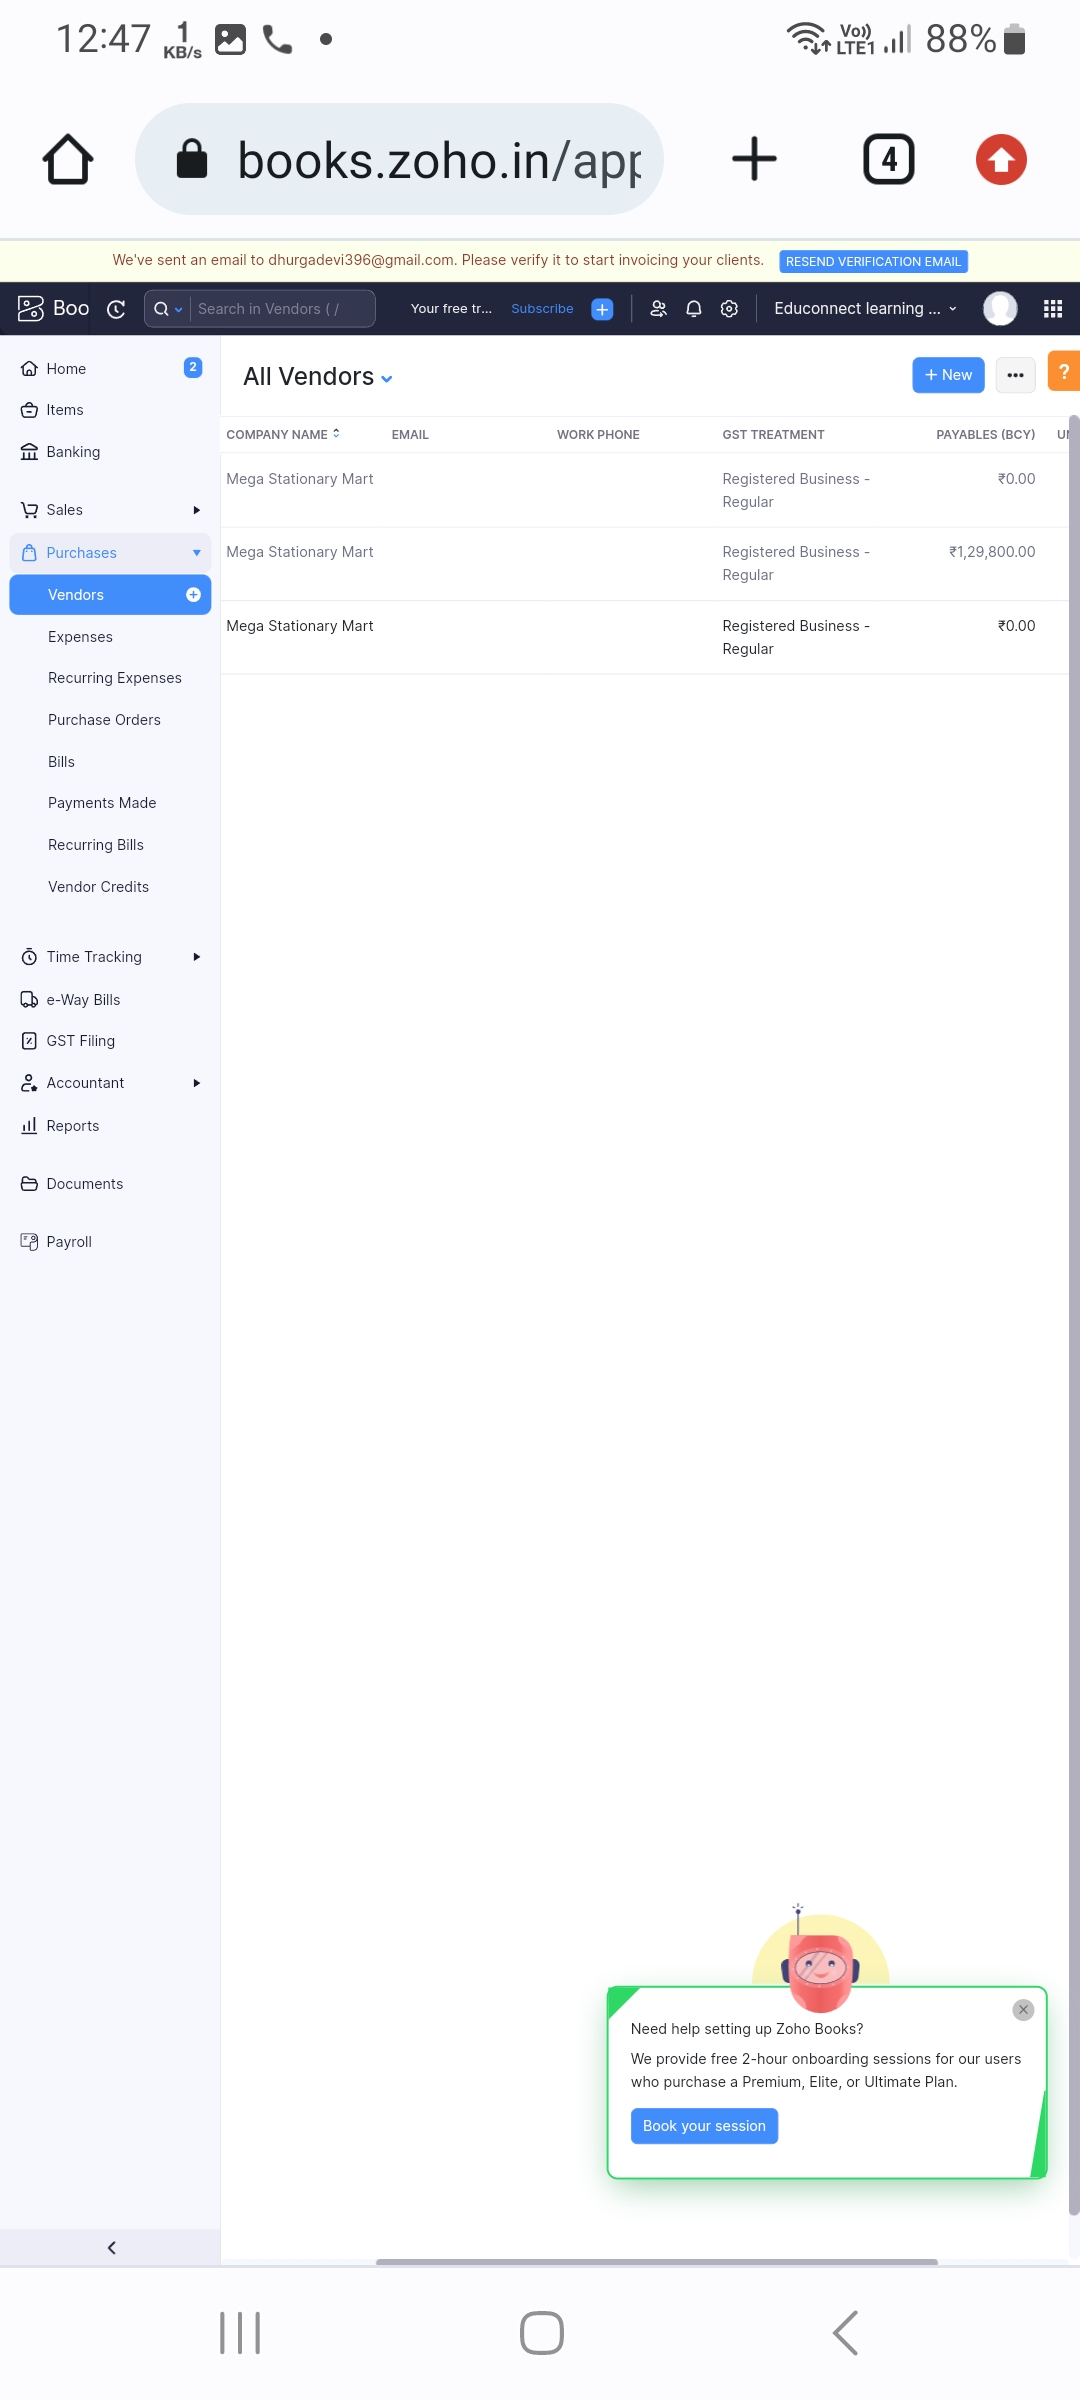 12:47 1 KB/s Vo)) LTE1 88%
books.zoho.in/app
4
We've sent an email to dhurgadevi396@gmail.com. Please verify it to start invoicing your clients. RESEND VERIFICATION EMAIL
Boo Search in Vendors ( / Your free tr... Subscribe Educonnect learning ...
Home 2
Items
Banking
Sales
Purchases
Vendors
Expenses
Recurring Expenses
Purchase Orders
Bills
Payments Made
Recurring Bills
Vendor Credits
Time Tracking
e-Way Bills
GST Filing
Accountant
Reports
Documents
Payroll
All Vendors
+ New
?
COMPANY NAME EMAIL WORK PHONE GST TREATMENT PAYABLES (BCY) UN
Mega Stationary Mart Registered Business - ₹0.00
Regular
Mega Stationary Mart Registered Business - ₹1,29,800.00
Regular
Mega Stationary Mart Registered Business - ₹0.00
Regular
Need help setting up Zoho Books?
We provide free 2-hour onboarding sessions for our users
who purchase a Premium, Elite, or Ultimate Plan.
Book your session